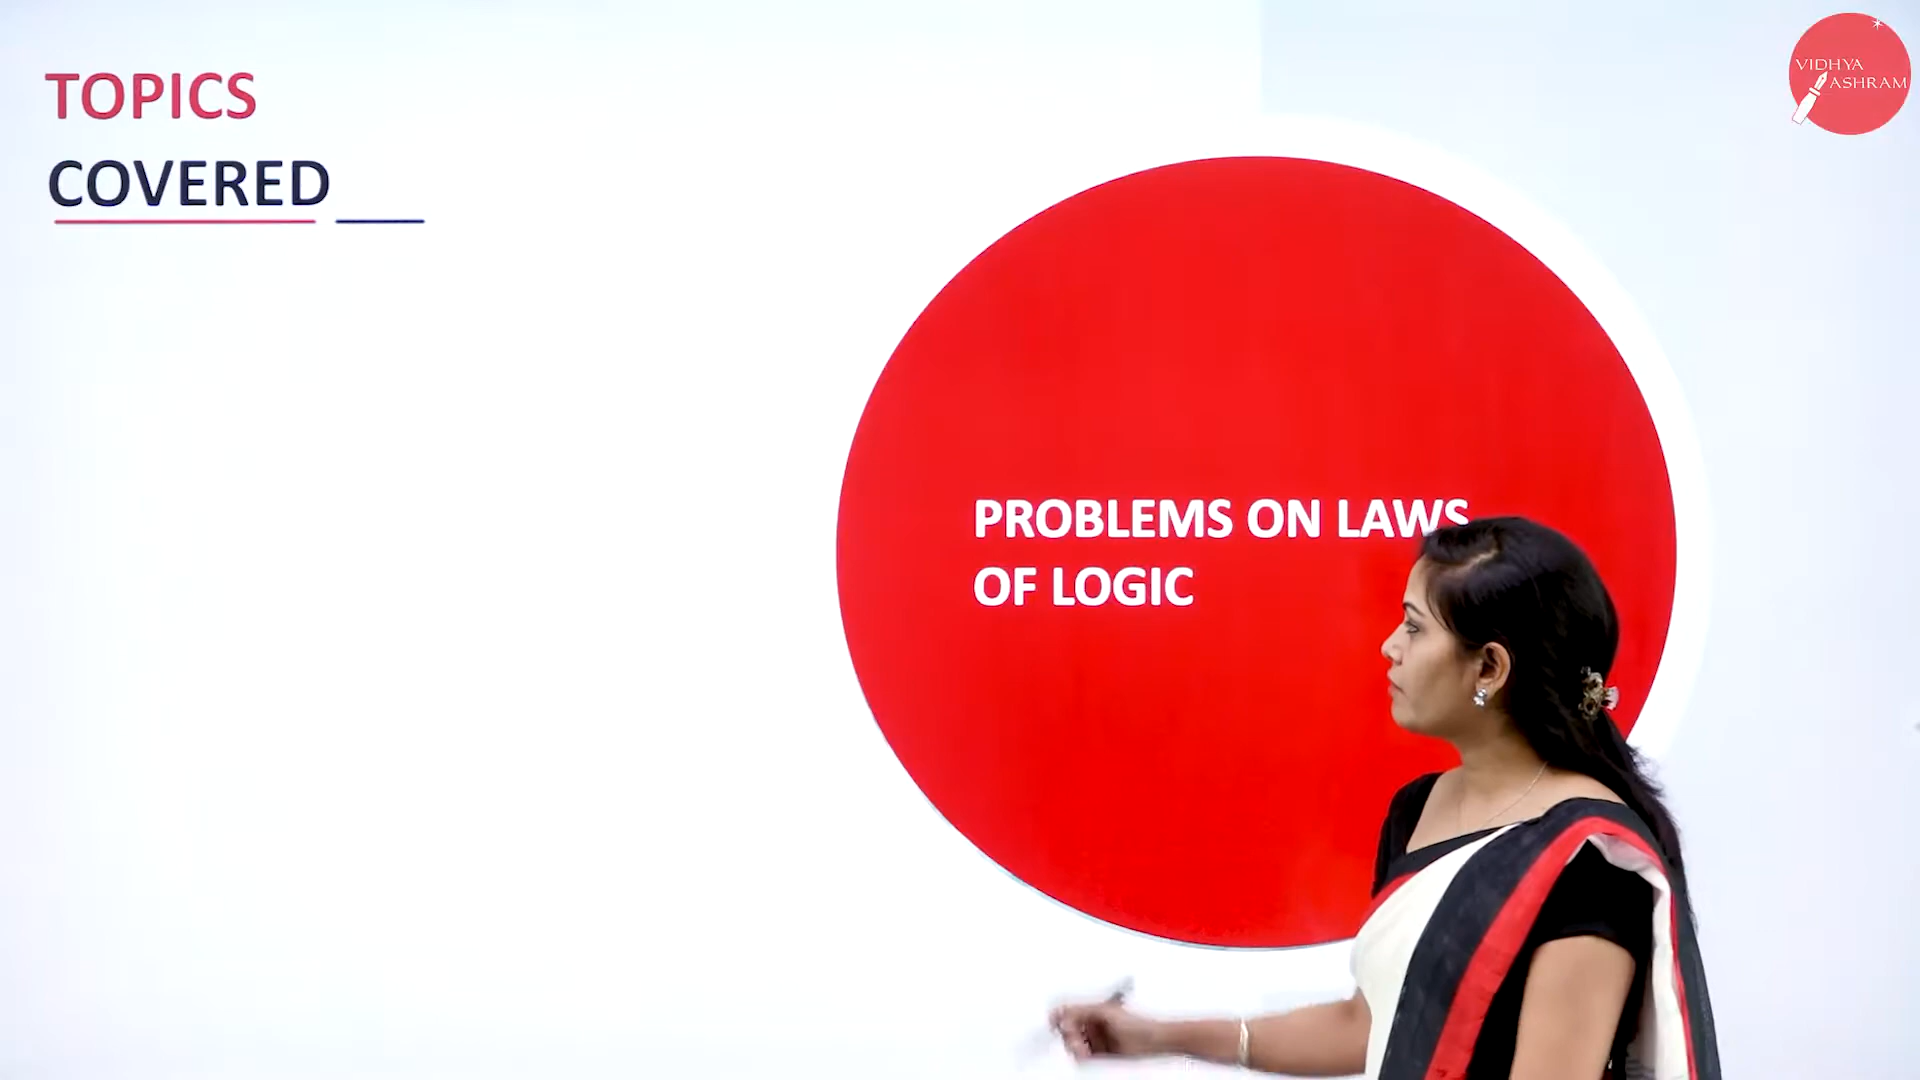 TOPICS
COVERED
PROBLEMS ON LAWS
OF LOGIC
VIDHYA
ASHRAM